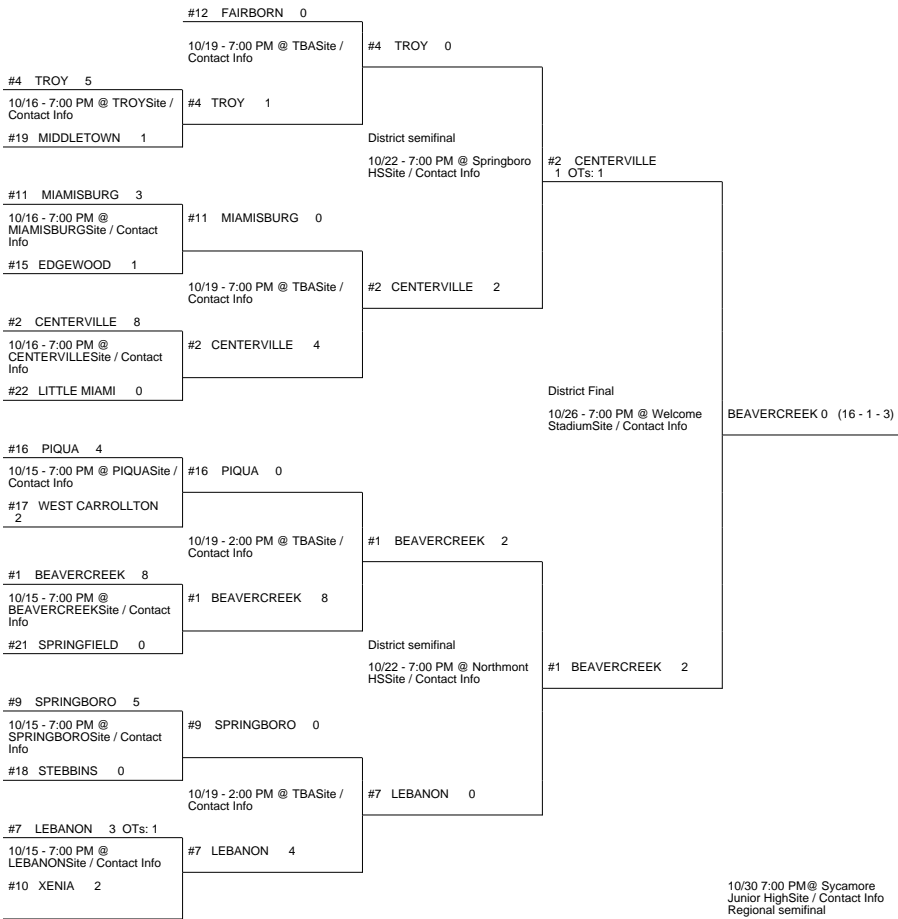 #12 FAIRBORN 0
10/19 - 7:00 PM @ TBASite /
Contact Info
#4 TROY 0
#4 TROY 5
10/16 - 7:00 PM @ TROYSite /
Contact Info
#4 TROY 1
#19 MIDDLETOWN 1
District semifinal
10/22 - 7:00 PM @ Springboro
HSSite / Contact Info
#2 CENTERVILLE
1 OTs: 1
#11 MIAMISBURG 3
10/16 - 7:00 PM @
MIAMISBURGSite / Contact
Info
#11 MIAMISBURG 0
#15 EDGEWOOD 1
10/19 - 7:00 PM @ TBASite /
Contact Info
#2 CENTERVILLE 2
#2 CENTERVILLE 8
10/16 - 7:00 PM @
CENTERVILLESite / Contact
Info
#2 CENTERVILLE 4
#22 LITTLE MIAMI 0
District Final
10/26 - 7:00 PM @ Welcome
StadiumSite / Contact Info
BEAVERCREEK 0 (16 - 1 - 3)
#16 PIQUA 4
10/15 - 7:00 PM @ PIQUASite /
Contact Info
#16 PIQUA 0
#17 WEST CARROLLTON
2
10/19 - 2:00 PM @ TBASite /
Contact Info
#1 BEAVERCREEK 2
#1 BEAVERCREEK 8
10/15 - 7:00 PM @
BEAVERCREEKSite / Contact
Info
#1 BEAVERCREEK 8
#21 SPRINGFIELD 0
District semifinal
10/22 - 7:00 PM @ Northmont
HSSite / Contact Info
#1 BEAVERCREEK 2
#9 SPRINGBORO 5
10/15 - 7:00 PM @
SPRINGBOROSite / Contact
Info
#9 SPRINGBORO 0
#18 STEBBINS 0
10/19 - 2:00 PM @ TBASite /
Contact Info
#7 LEBANON 0
#7 LEBANON 3 OTs: 1
10/15 - 7:00 PM @
LEBANONSite / Contact Info
#7 LEBANON 4
#10 XENIA 2
10/30 7:00 PM@ Sycamore
Junior HighSite / Contact Info
Regional semifinal